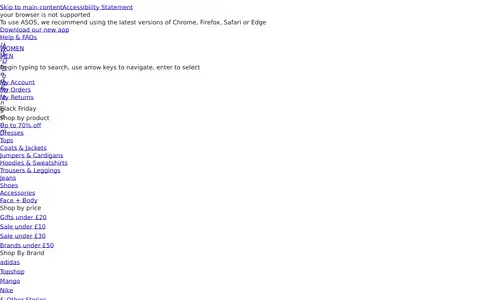 Skip to main contentAccessibility Statement
your browser is not supported
To use ASOS, we recommend using the latest versions of Chrome, Firefox, Safari or Edge
Download our new app
Help & FAQs
WOMEN
MEN
Begin typing to search, use arrow keys to navigate, enter to select
My Account
My Orders
My Returns
Black Friday
Shop by product
Up to 70% off
Dresses
Tops
Coats & Jackets
Jumpers & Cardigans
Hoodies & Sweatshirts
Trousers & Leggings
Jeans
Shoes
Accessories
Face + Body
Shop by price
Gifts under £20
Sale under £10
Sale under £30
Brands under £50
Shop By Brand
adidas
Topshop
Mango
Nike
& Other Stories